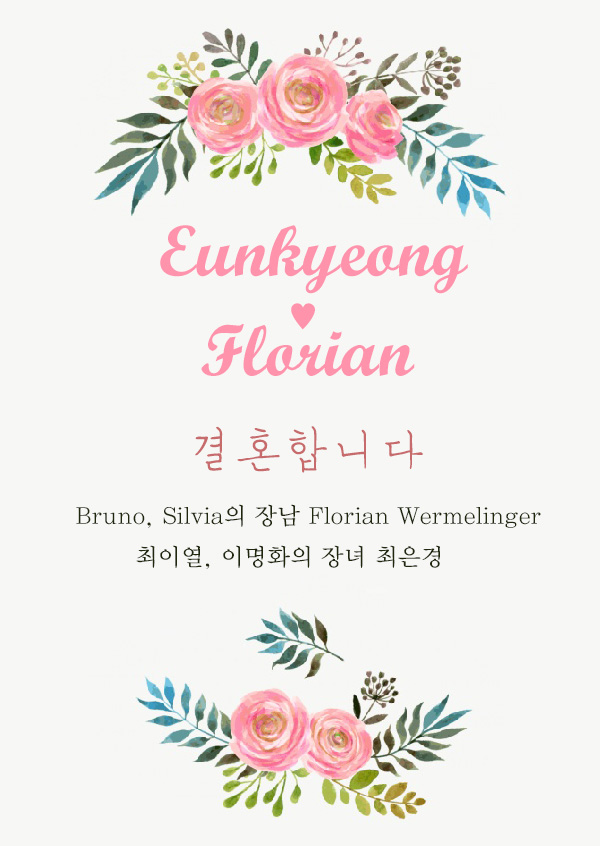 Eunkyeong
♥
Florian
결혼합니다
Bruno, Silvia의 장남 Florian Wermelinger
최이열, 이명화의 장녀 최은경